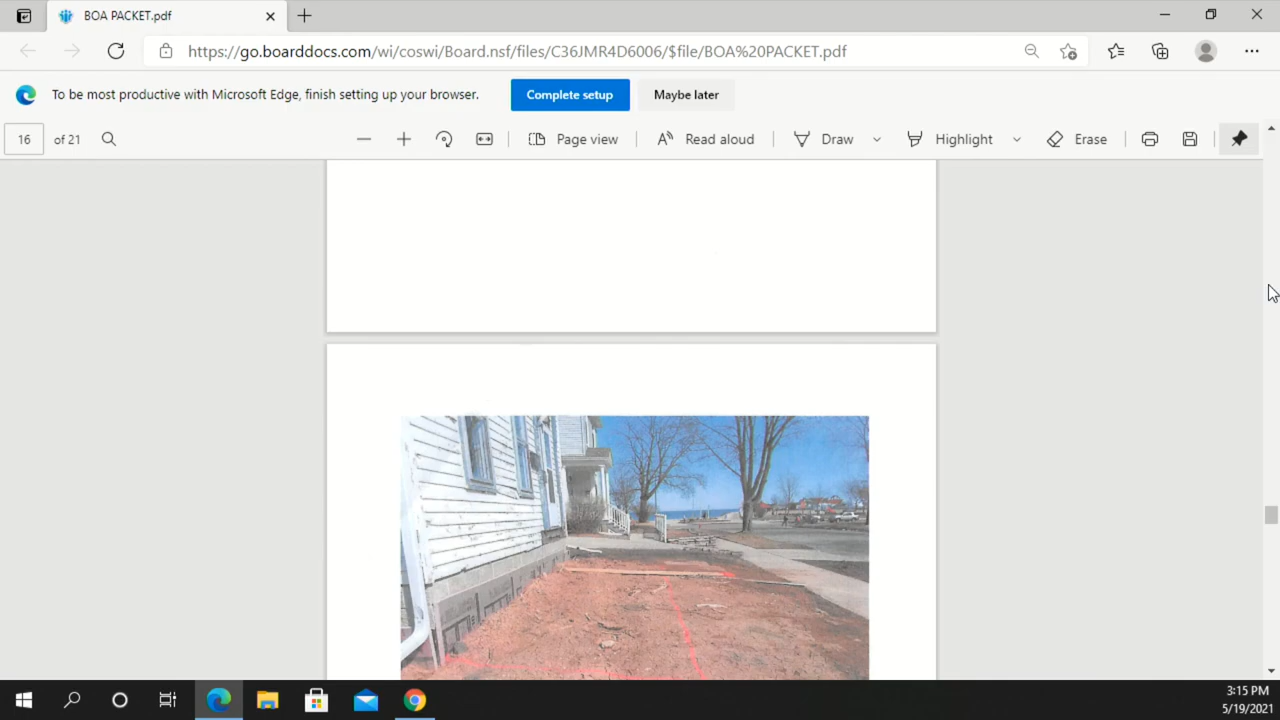 BOA PACKET.pdf
https://go.boarddocs.com/wi/coswi/Board.nsf/files/C36JMR4D6006/$file/BOA%20PACKET.pdf
To be most productive with Microsoft Edge, finish setting up your browser.
Complete setup
Maybe later
16 of 21
Page view
Read aloud
Draw
Highlight
Erase
3:15 PM
5/19/2021